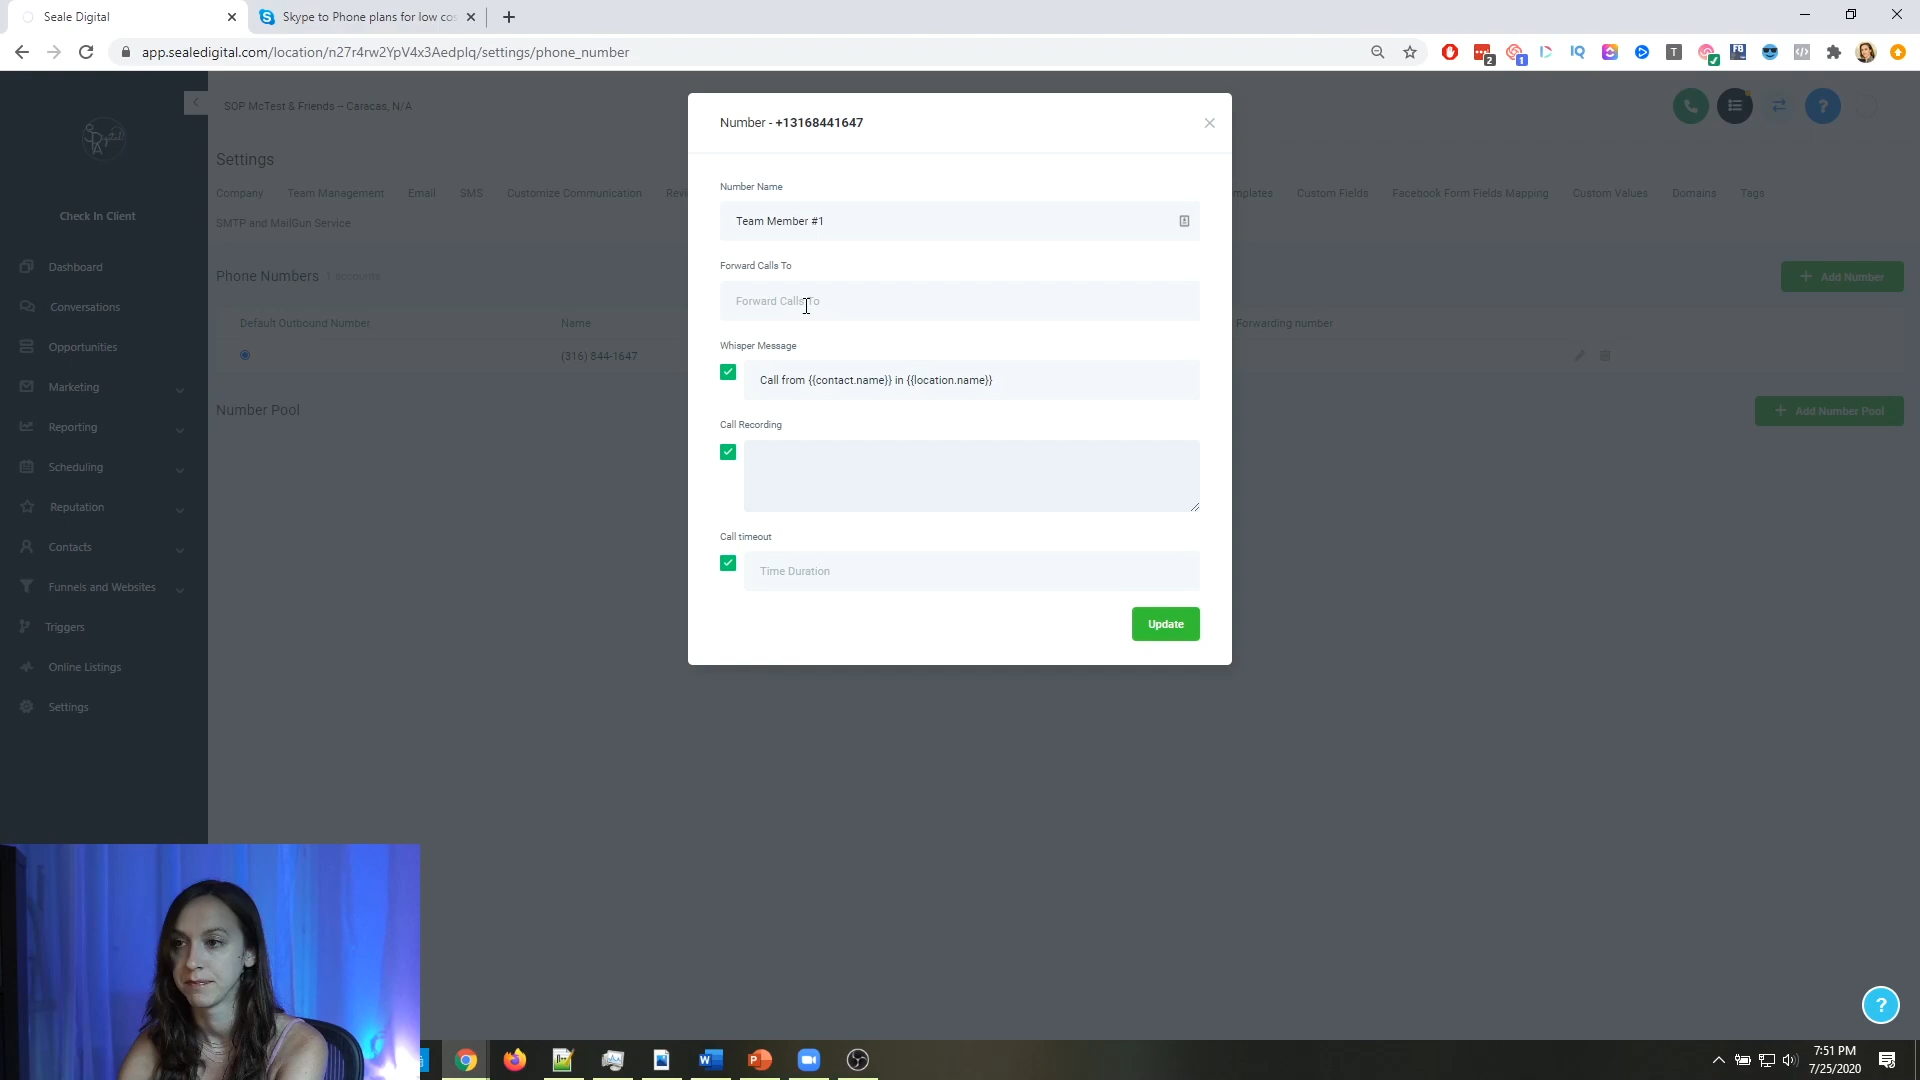 Seale Digital
Skype to Phone plans for low cos
app.sealedigital.com/location/n27r4rw2YpV4x3Aedplq/settings/phone_number
SOP McTest & Friends – Caracas, N/A
Check In Client
Dashboard
Conversations
Opportunities
Marketing
Reporting
Scheduling
Reputation
Contacts
Funnels and Websites
Triggers
Online Listings
Settings
Settings
Company Team Management Email SMS Customize Communication Revi
mplates Custom Fields Facebook Form Fields Mapping Custom Values Domains Tags
SMTP and MailGun Service
Phone Numbers 1 accounts
+ Add Number
Default Outbound Number Name Forwarding number
(316) 844-1647
Number Pool
+ Add Number Pool
Number - +13168441647
Number Name
Team Member #1
Forward Calls To
Forward Calls To
Whisper Message
Call from {{contact.name}} in {{location.name}}
Call Recording
Call timeout
Time Duration
Update
7:51 PM
7/25/2020